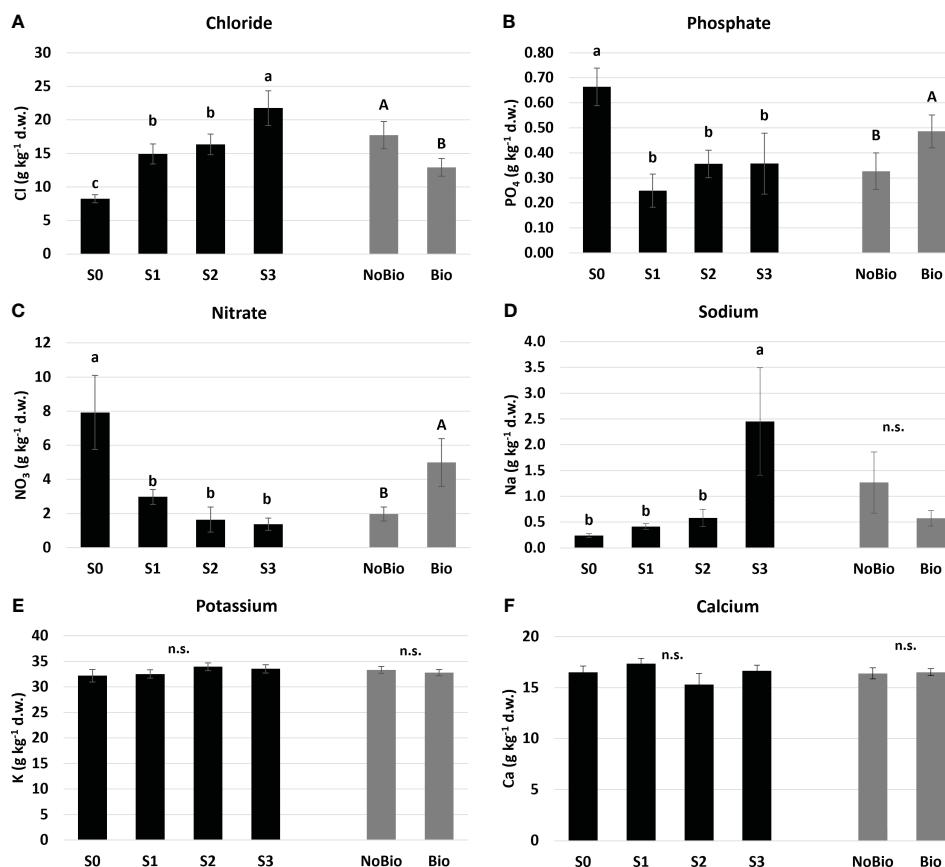 A
Chloride
Cl (g kg⁻¹ d.w.)
30
25
20
15
10
5
0
c
b
b
a
A
B
S0 S1 S2 S3 NoBio Bio
B
Phosphate
PO₄ (g kg⁻¹ d.w.)
0.80
0.70
0.60
0.50
0.40
0.30
0.20
0.10
0.00
a
b
b
b
B
A
S0 S1 S2 S3 NoBio Bio
C
Nitrate
NO₃ (g kg⁻¹ d.w.)
12
10
8
6
4
2
0
a
b
b
b
B
A
S0 S1 S2 S3 NoBio Bio
D
Sodium
Na (g kg⁻¹ d.w.)
4.0
3.5
3.0
2.5
2.0
1.5
1.0
0.5
0.0
b
b
b
a
n.s.
S0 S1 S2 S3 NoBio Bio
E
Potassium
K (g kg⁻¹ d.w.)
40
35
30
25
20
15
10
5
0
n.s.
n.s.
S0 S1 S2 S3 NoBio Bio
F
Calcium
Ca (g kg⁻¹ d.w.)
20
15
10
5
0
n.s.
n.s.
S0 S1 S2 S3 NoBio Bio